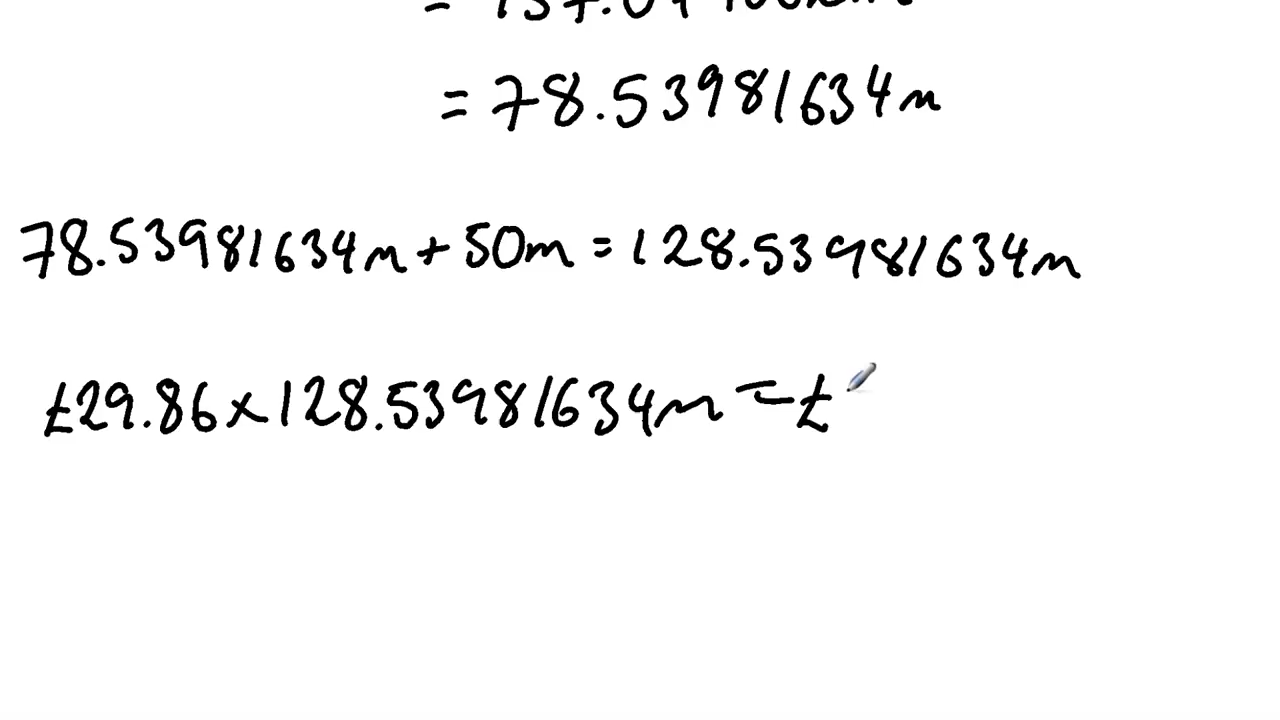 = 78.53981634m
78.53981634m + 50m = 128.53981634m
£29.86 x 128.53981634m = £